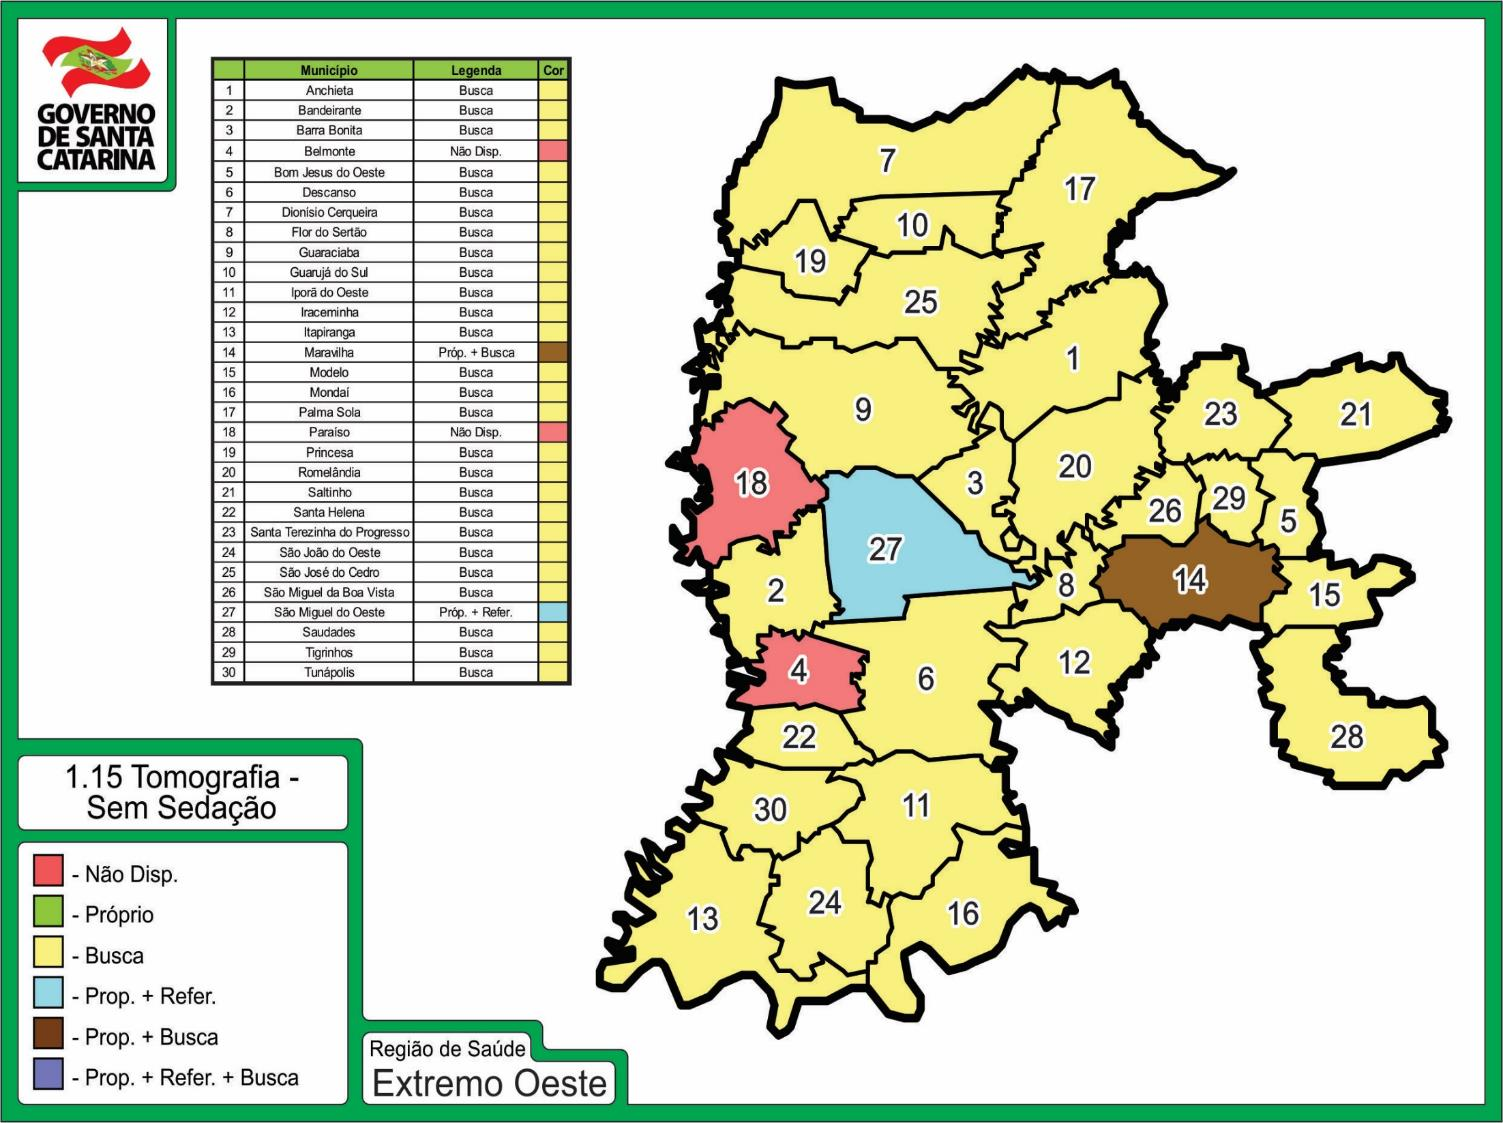 GOVERNO
DE SANTA
CATARINA
Município Legenda Cor
1 Anchieta Busca
2 Bandeirante Busca
3 Barra Bonita Busca
4 Belmonte Não Disp.
5 Bom Jesus do Oeste Busca
6 Descanso Busca
7 Dionísio Cerqueira Busca
8 Flor do Sertão Busca
9 Guaraciaba Busca
10 Guarujá do Sul Busca
11 Iporã do Oeste Busca
12 Iraceminha Busca
13 Itapiranga Busca
14 Maravilha Próp. + Busca
15 Modelo Busca
16 Mondaí Busca
17 Palma Sola Busca
18 Paraíso Não Disp.
19 Princesa Busca
20 Romelândia Busca
21 Saltinho Busca
22 Santa Helena Busca
23 Santa Terezinha do Progresso Busca
24 São João do Oeste Busca
25 São José do Cedro Busca
26 São Miguel da Boa Vista Busca
27 São Miguel do Oeste Próp. + Refer.
28 Saudades Busca
29 Tigrinhos Busca
30 Tunápolis Busca
7
17
10
19
25
1
9
23
21
18
3
20
26
29
5
27
2
8
14
15
4
6
12
22
28
30
11
13
24
16
1.15 Tomografia -
Sem Sedação
- Não Disp.
- Próprio
- Busca
- Prop. + Refer.
- Prop. + Busca
- Prop. + Refer. + Busca
Região de Saúde
Extremo Oeste